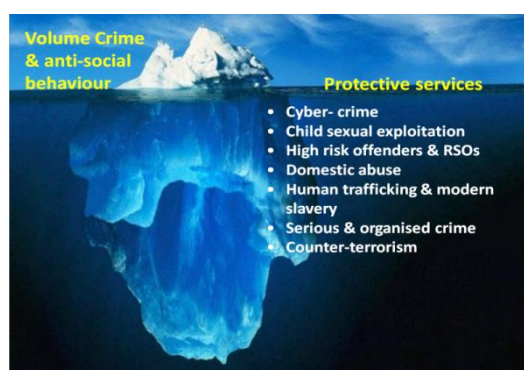 Volume Crime
& anti-social
behaviour
Protective services
• Cyber- crime
• Child sexual exploitation
• High risk offenders & RSOs
• Domestic abuse
• Human trafficking & modern
slavery
• Serious & organised crime
• Counter-terrorism